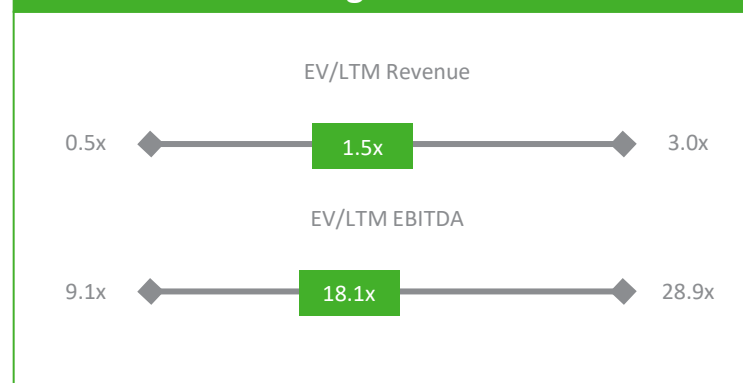 EV/LTM Revenue
0.5x 1.5x 3.0x
EV/LTM EBITDA
9.1x 18.1x 28.9x